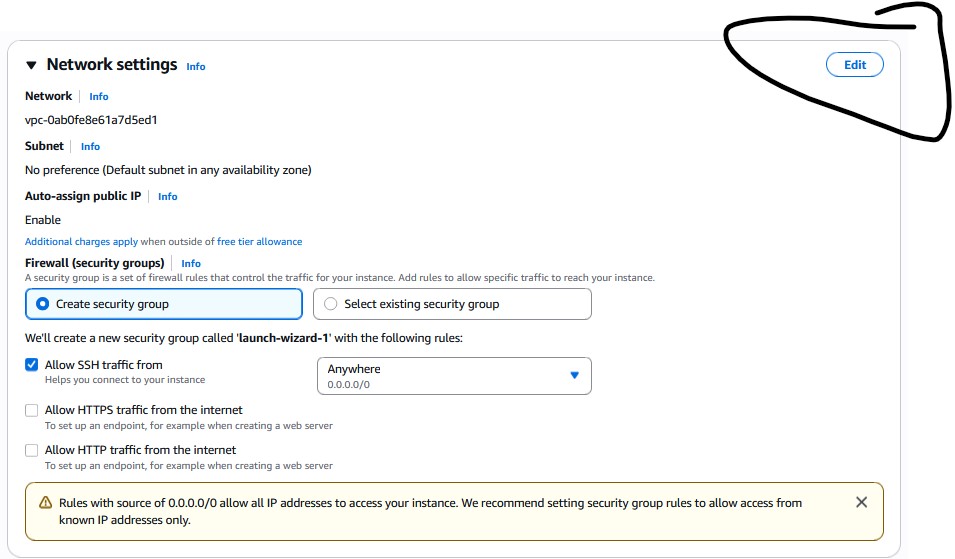 Network settings Info
Edit
Network Info
vpc-0ab0fe8e61a7d5ed1
Subnet Info
No preference (Default subnet in any availability zone)
Auto-assign public IP Info
Enable
Additional charges apply when outside of free tier allowance
Firewall (security groups) Info
A security group is a set of firewall rules that control the traffic for your instance. Add rules to allow specific traffic to reach your instance.
Create security group
Select existing security group
We'll create a new security group called 'launch-wizard-1' with the following rules:
Allow SSH traffic from
Helps you connect to your instance
Anywhere
0.0.0.0/0
Allow HTTPS traffic from the internet
To set up an endpoint, for example when creating a web server
Allow HTTP traffic from the internet
To set up an endpoint, for example when creating a web server
Rules with source of 0.0.0.0/0 allow all IP addresses to access your instance. We recommend setting security group rules to allow access from
known IP addresses only.